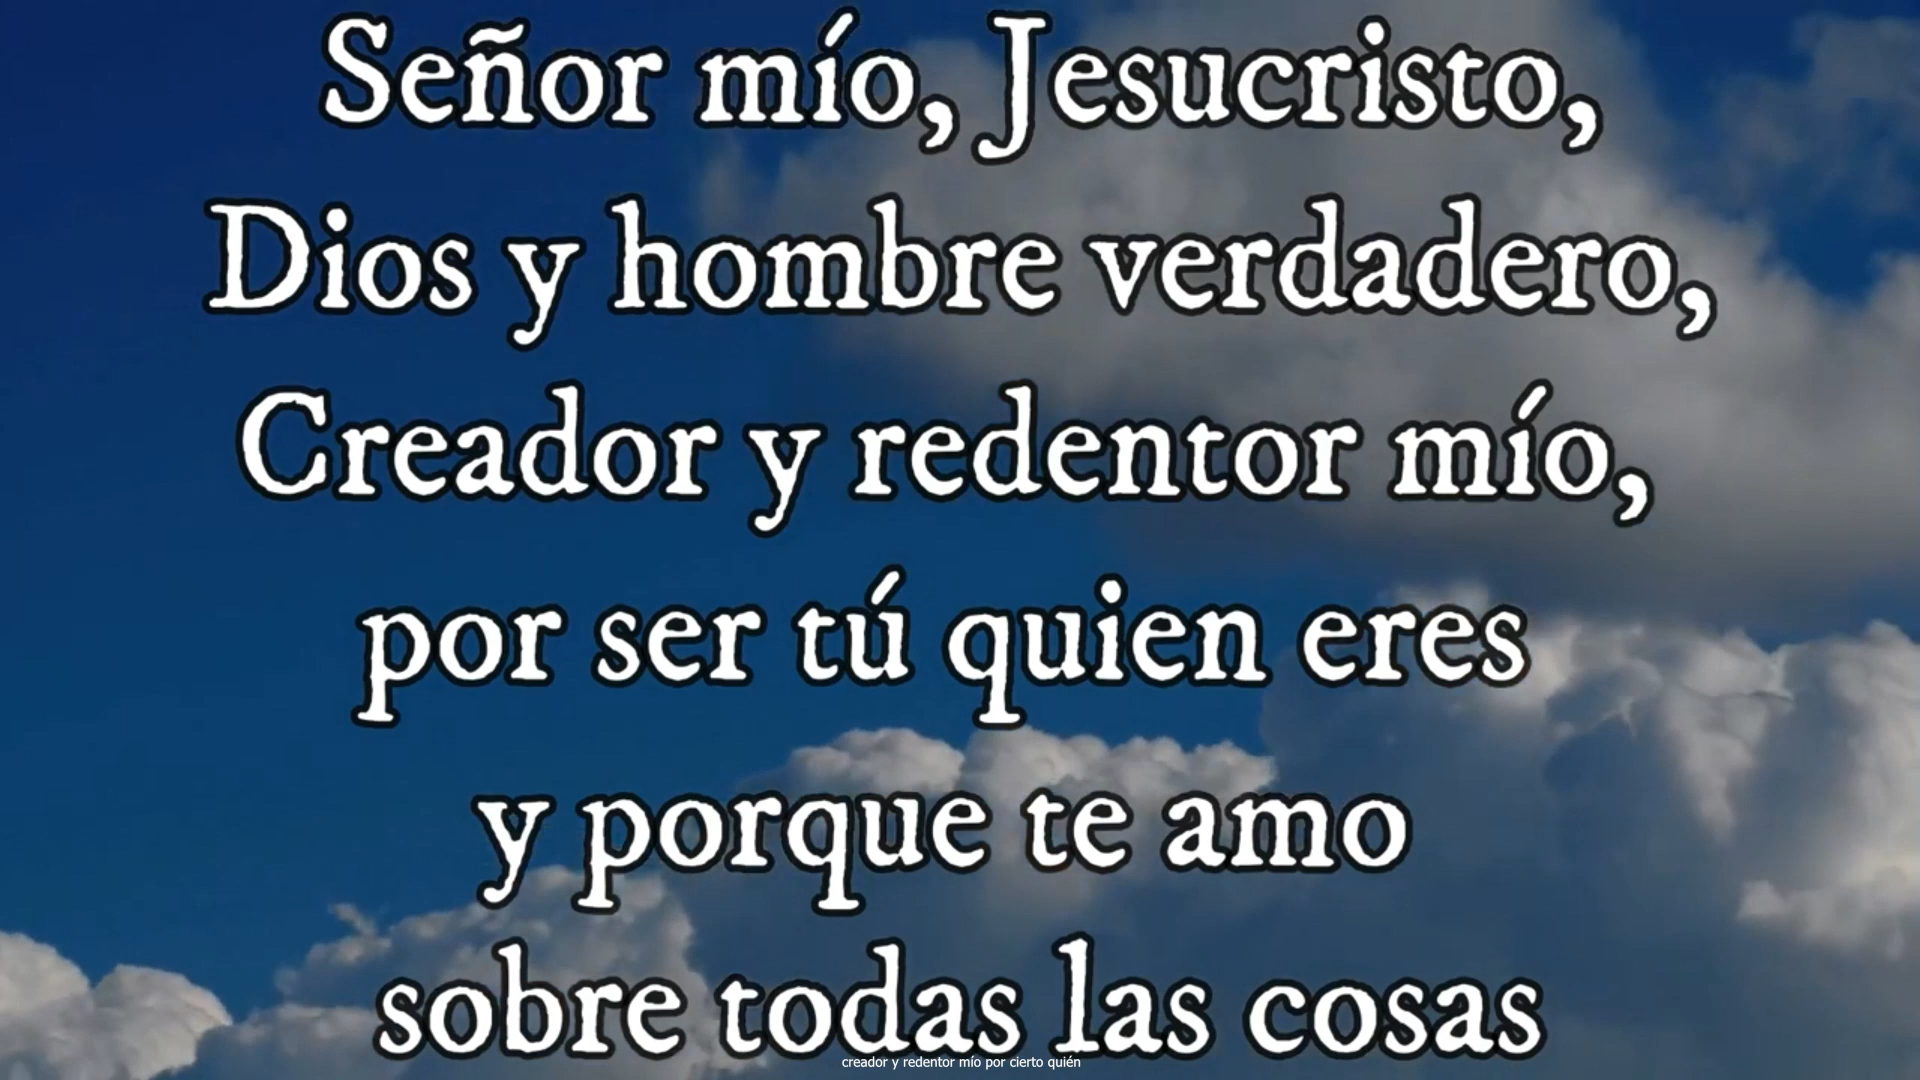 Señor mío, Jesucristo,
Dios y hombre verdadero,
Creador y redentor mío,
por ser tú quien eres
y porque te amo
sobre todas las cosas
creador y redentor mío por cierto quién